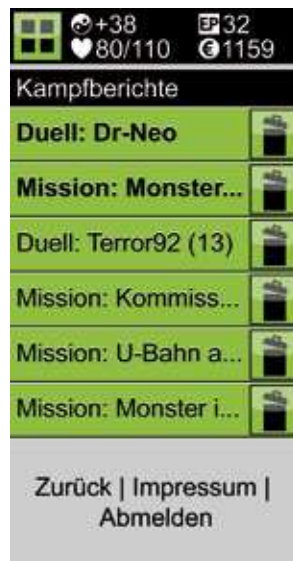 +38 EP 32
80/110 € 1159
Kampfberichte
Duell: Dr-Neo
Mission: Monster...
Duell: Terror92 (13)
Mission: Kommiss...
Mission: U-Bahn a...
Mission: Monster i...
Zurück | Impressum |
Abmelden